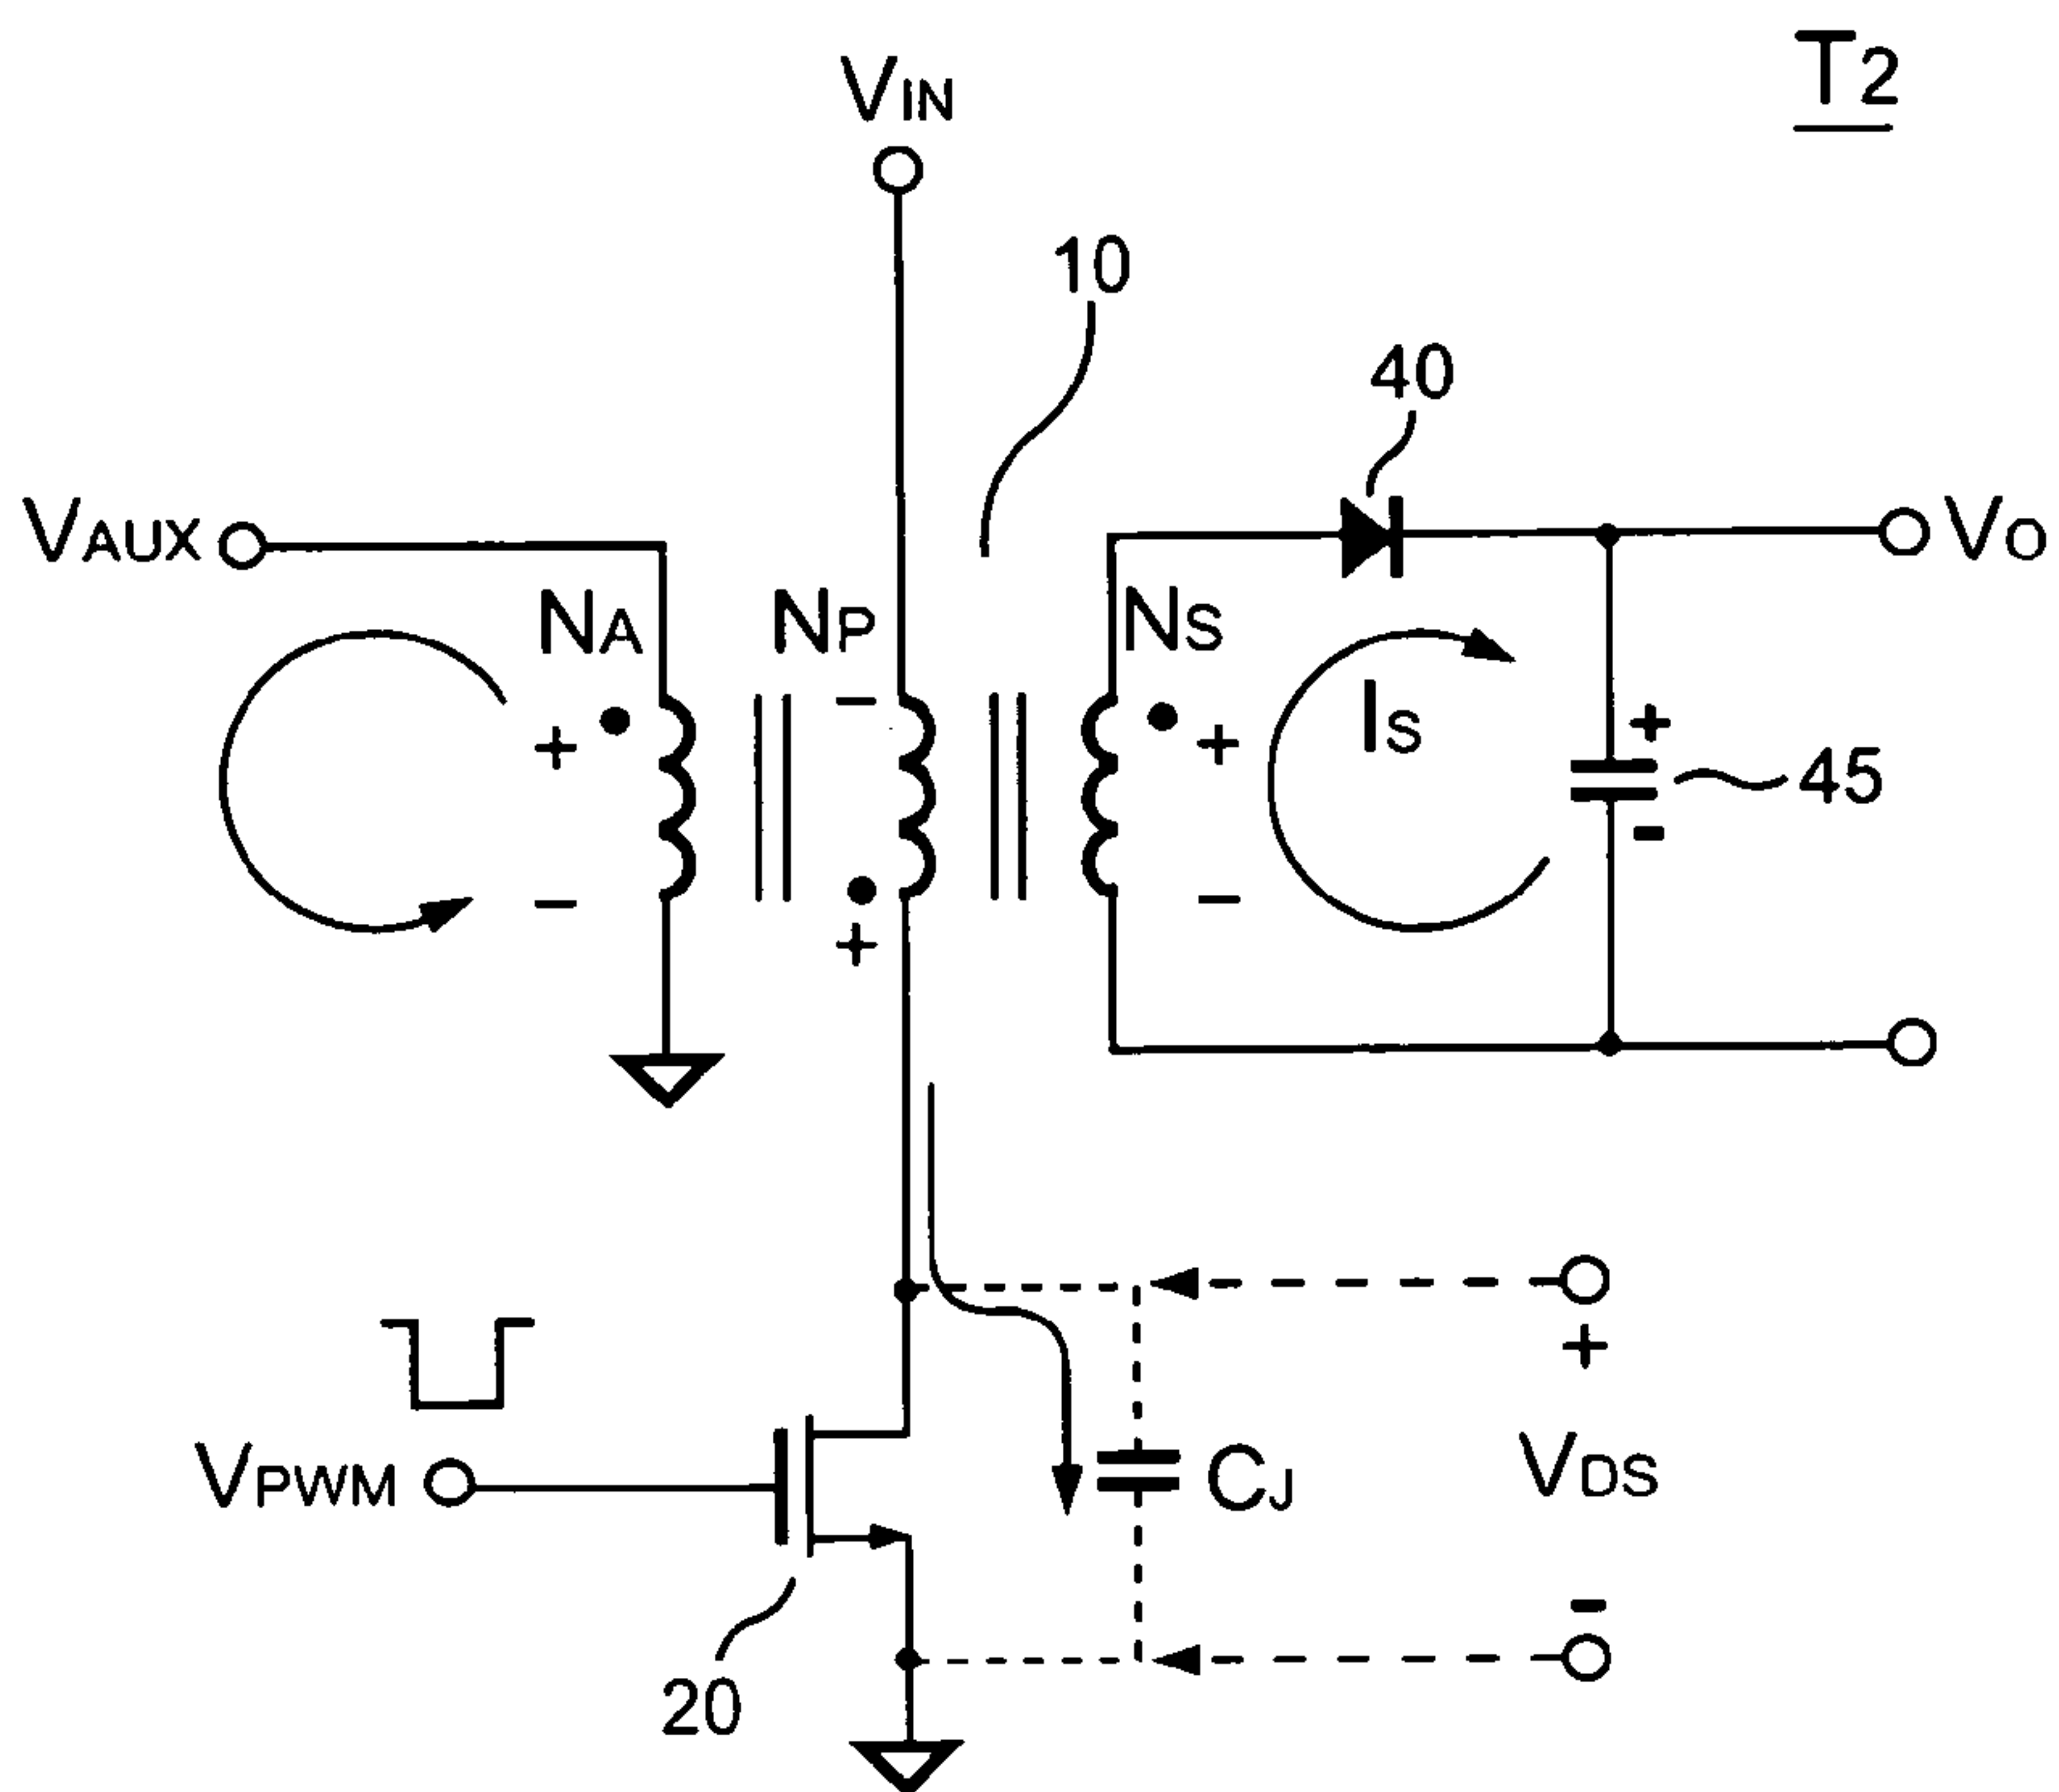 T2
VIN
10
40
VAUX
VO
NA
NP
NS
+
−
+
−
+
−
IS
+
45
-
+
VPWM
CJ
VDS
20
-